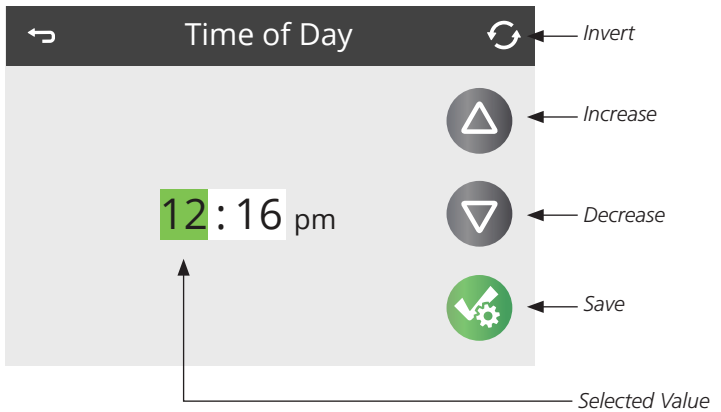 Time of Day
Invert
Increase
12 : 16 pm
Decrease
Save
Selected Value